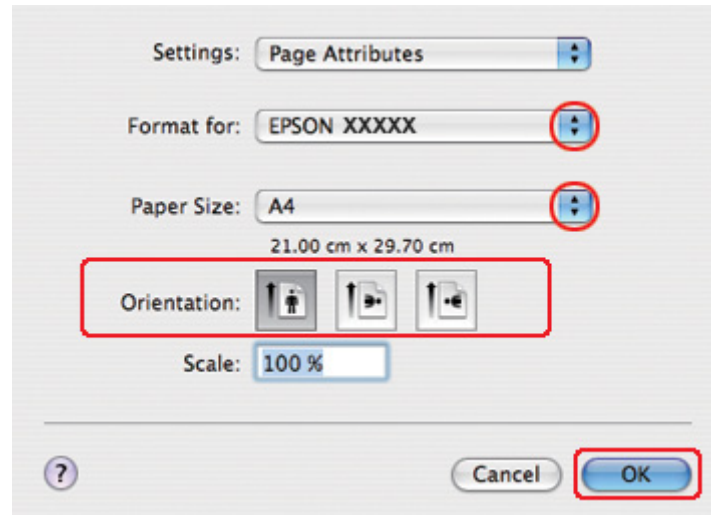 Settings: Page Attributes
Format for: EPSON XXXXX
Paper Size: A4
21.00 cm x 29.70 cm
Orientation:
Scale: 100 %
? Cancel OK